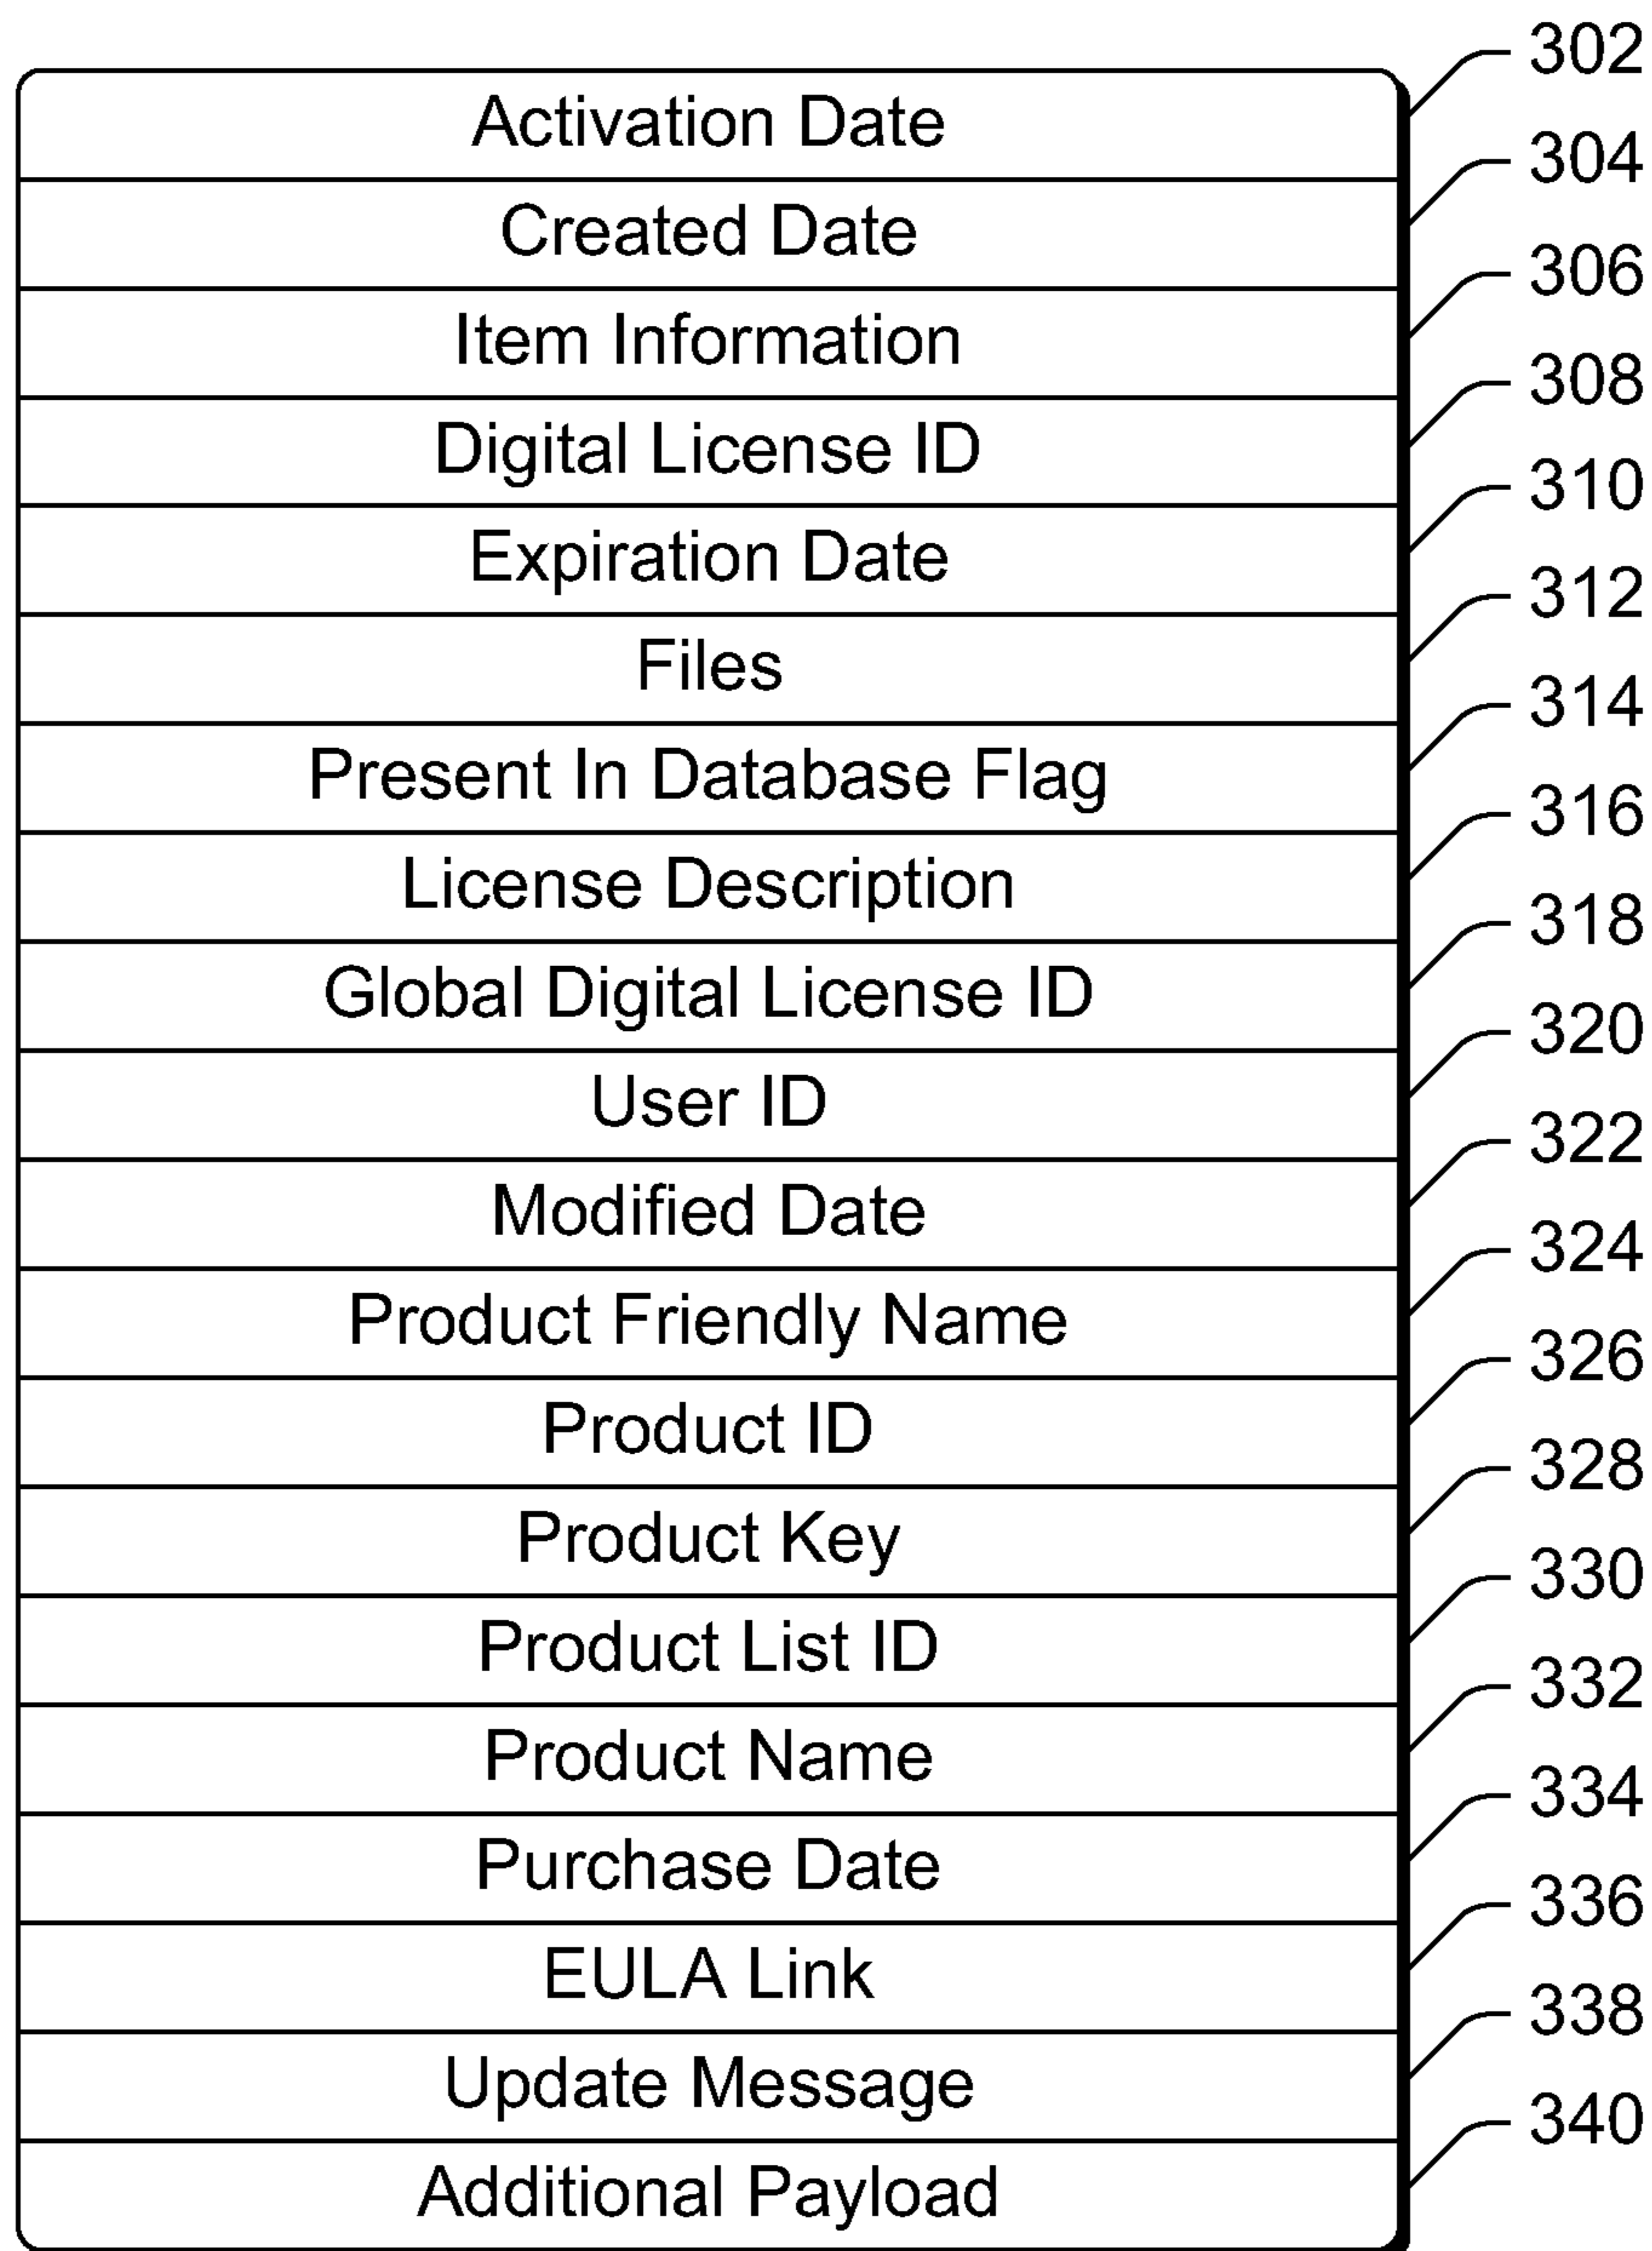 302
Activation Date
304
Created Date
306
Item Information
308
Digital License ID
310
Expiration Date
312
Files
314
Present In Database Flag
316
License Description
318
Global Digital License ID
320
User ID
322
Modified Date
324
Product Friendly Name
326
Product ID
328
Product Key
330
Product List ID
332
Product Name
334
Purchase Date
336
EULA Link
338
Update Message
340
Additional Payload